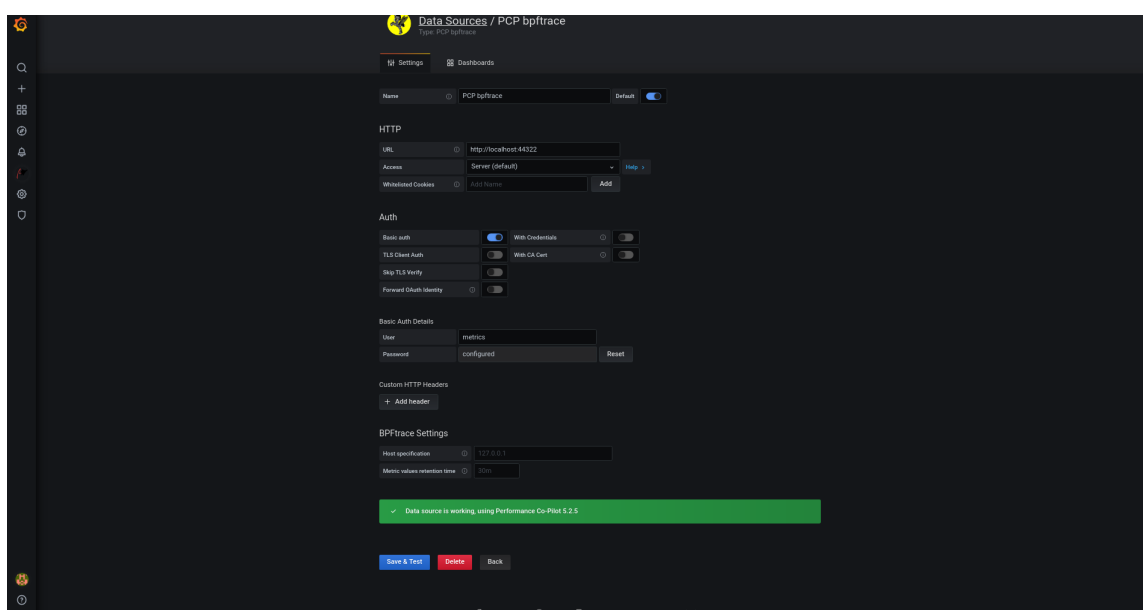 Data Sources / PCP bpftrace
Type: PCP bpftrace
Settings Dashboards
Name PCP bpftrace Default
HTTP
URL http://localhost:44322
Access Server (default) Help >
Whitelisted Cookies Add Name Add
Auth
Basic auth With Credentials
TLS Client Auth With CA Cert
Skip TLS Verify
Forward OAuth Identity
Basic Auth Details
User metrics
Password configured Reset
Custom HTTP Headers
+ Add header
BPFtrace Settings
Host specification 127.0.0.1
Metric values retention time 30m
Data source is working, using Performance Co-Pilot 5.2.5
Save & Test Delete Back